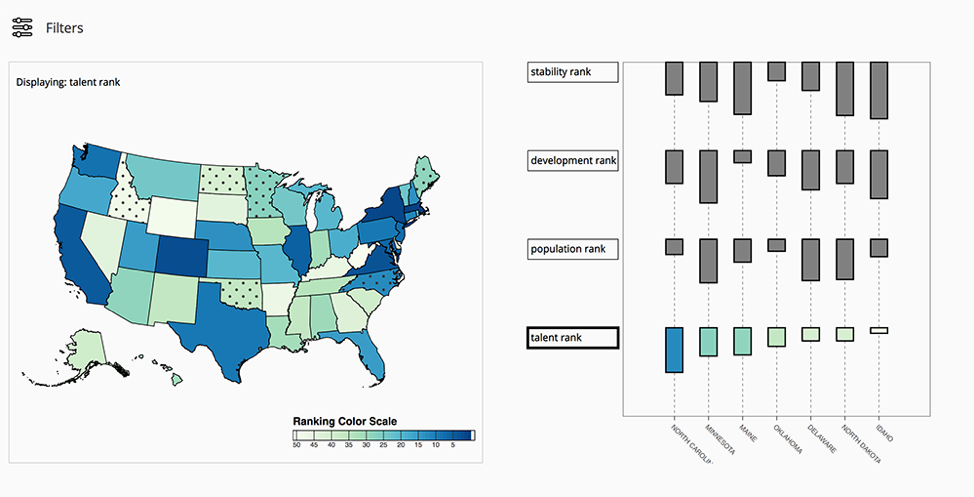 Filters
Displaying: talent rank
Ranking Color Scale
50 45 40 35 30 25 20 15 10 5
stability rank
development rank
population rank
talent rank
NORTH CAROLIN
MINNESOTA
MAINE
OKLAHOMA
DELAWARE
NORTH DAKOTA
IDAHO